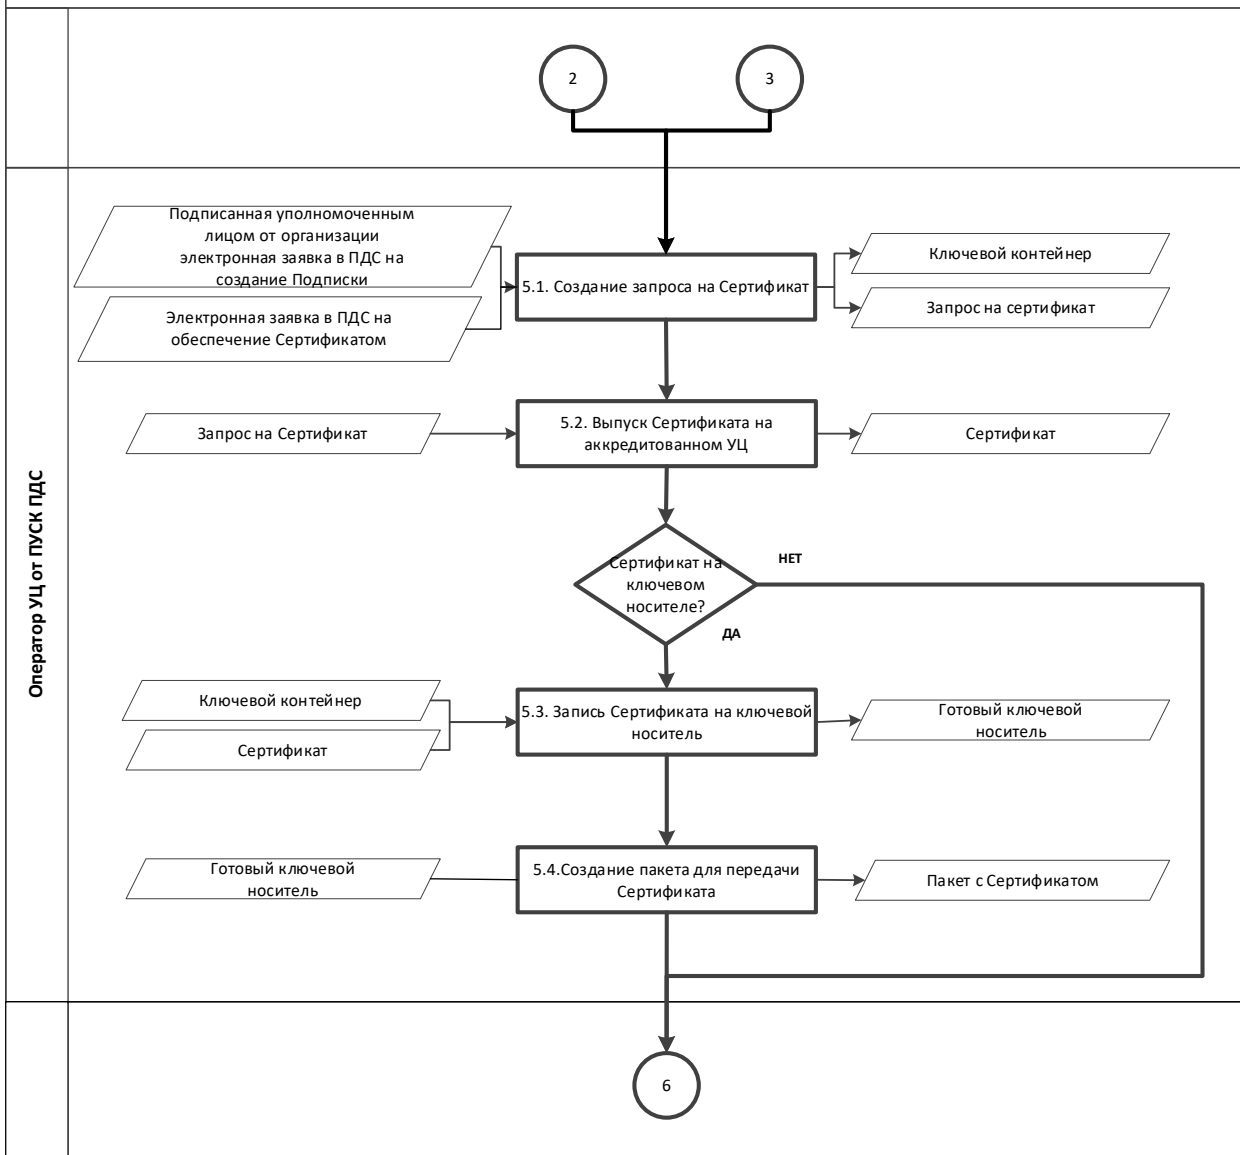 2
3
Оператор УЦ от ПУСК ПДС
Подписанная уполномоченным
лицом от организации
электронная заявка в ПДС на
создание Подписки
Электронная заявка в ПДС на
обеспечение Сертификатом
5.1. Создание запроса на Сертификат
Ключевой контейнер
Запрос на сертификат
Запрос на Сертификат
5.2. Выпуск Сертификата на
аккредитованном УЦ
Сертификат
Сертификат на
ключевом
носителе?
НЕТ
ДА
Ключевой контейнер
Сертификат
5.3. Запись Сертификата на ключевой
носитель
Готовый ключевой
носитель
Готовый ключевой
носитель
5.4.Создание пакета для передачи
Сертификата
Пакет с Сертификатом
6